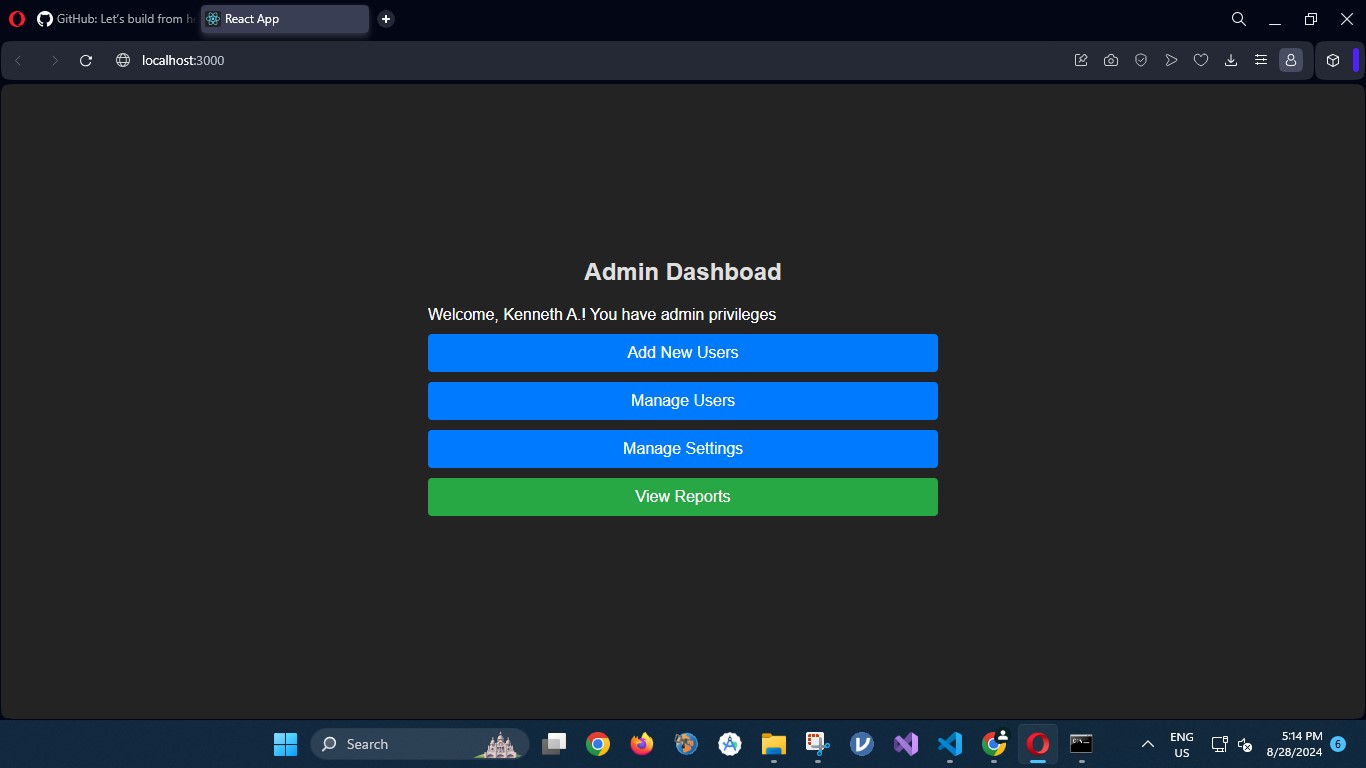 GitHub: Let's build from he
React App
localhost:3000
Admin Dashboad
Welcome, Kenneth A.! You have admin privileges
Add New Users
Manage Users
Manage Settings
View Reports
Search
ENG
US
5:14 PM
8/28/2024
6